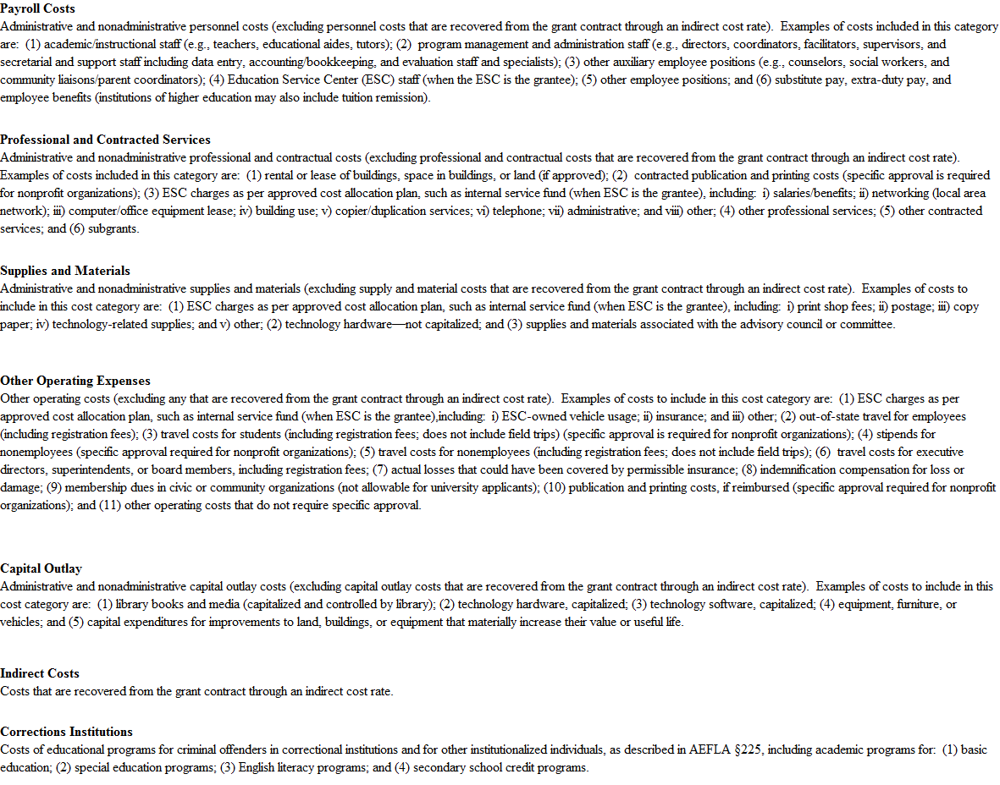 Payroll Costs
Administrative and nonadministrative personnel costs (excluding personnel costs that are recovered from the grant contract through an indirect cost rate).  Examples of costs included in this category
are:  (1) academic/instructional staff (e.g., teachers, educational aides, tutors); (2)  program management and administration staff (e.g., directors, coordinators, facilitators, supervisors, and
secretarial and support staff including data entry, accounting/bookkeeping, and evaluation staff and specialists); (3) other auxiliary employee positions (e.g., counselors, social workers, and
community liaisons/parent coordinators); (4) Education Service Center (ESC) staff (when the ESC is the grantee); (5) other employee positions; and (6) substitute pay, extra-duty pay, and
employee benefits (institutions of higher education may also include tuition remission).
Professional and Contracted Services
Administrative and nonadministrative professional and contractual costs (excluding professional and contractual costs that are recovered from the grant contract through an indirect cost rate).
Examples of costs included in this category are:  (1) rental or lease of buildings, space in buildings, or land (if approved); (2)  contracted publication and printing costs (specific approval is required
for nonprofit organizations); (3) ESC charges as per approved cost allocation plan, such as internal service fund (when ESC is the grantee), including:  i) salaries/benefits; ii) networking (local area
network); iii) computer/office equipment lease; iv) building use; v) copier/duplication services; vi) telephone; vii) administrative; and viii) other; (4) other professional services; (5) other contracted
services; and (6) subgrants.
Supplies and Materials
Administrative and nonadministrative supplies and materials (excluding supply and material costs that are recovered from the grant contract through an indirect cost rate).  Examples of costs to
include in this cost category are:  (1) ESC charges as per approved cost allocation plan, such as internal service fund (when ESC is the grantee), including:  i) print shop fees; ii) postage; iii) copy
paper; iv) technology-related supplies; and v) other; (2) technology hardware—not capitalized; and (3) supplies and materials associated with the advisory council or committee.
Other Operating Expenses
Other operating costs (excluding any that are recovered from the grant contract through an indirect cost rate).  Examples of costs to include in this cost category are:  (1) ESC charges as per
approved cost allocation plan, such as internal service fund (when ESC is the grantee),including:  i) ESC-owned vehicle usage; ii) insurance; and iii) other; (2) out-of-state travel for employees
(including registration fees); (3) travel costs for students (including registration fees; does not include field trips) (specific approval is required for nonprofit organizations); (4) stipends for
nonemployees (specific approval required for nonprofit organizations); (5) travel costs for nonemployees (including registration fees; does not include field trips); (6)  travel costs for executive
directors, superintendents, or board members, including registration fees; (7) actual losses that could have been covered by permissible insurance; (8) indemnification compensation for loss or
damage; (9) membership dues in civic or community organizations (not allowable for university applicants); (10) publication and printing costs, if reimbursed (specific approval required for nonprofit
organizations); and (11) other operating costs that do not require specific approval.
Capital Outlay
Administrative and nonadministrative capital outlay costs (excluding capital outlay costs that are recovered from the grant contract through an indirect cost rate).  Examples of costs to include in this
cost category are:  (1) library books and media (capitalized and controlled by library); (2) technology hardware, capitalized; (3) technology software, capitalized; (4) equipment, furniture, or
vehicles; and (5) capital expenditures for improvements to land, buildings, or equipment that materially increase their value or useful life.
Indirect Costs
Costs that are recovered from the grant contract through an indirect cost rate.
Corrections Institutions
Costs of educational programs for criminal offenders in correctional institutions and for other institutionalized individuals, as described in AEFLA §225, including academic programs for:  (1) basic
education; (2) special education programs; (3) English literacy programs; and (4) secondary school credit programs.